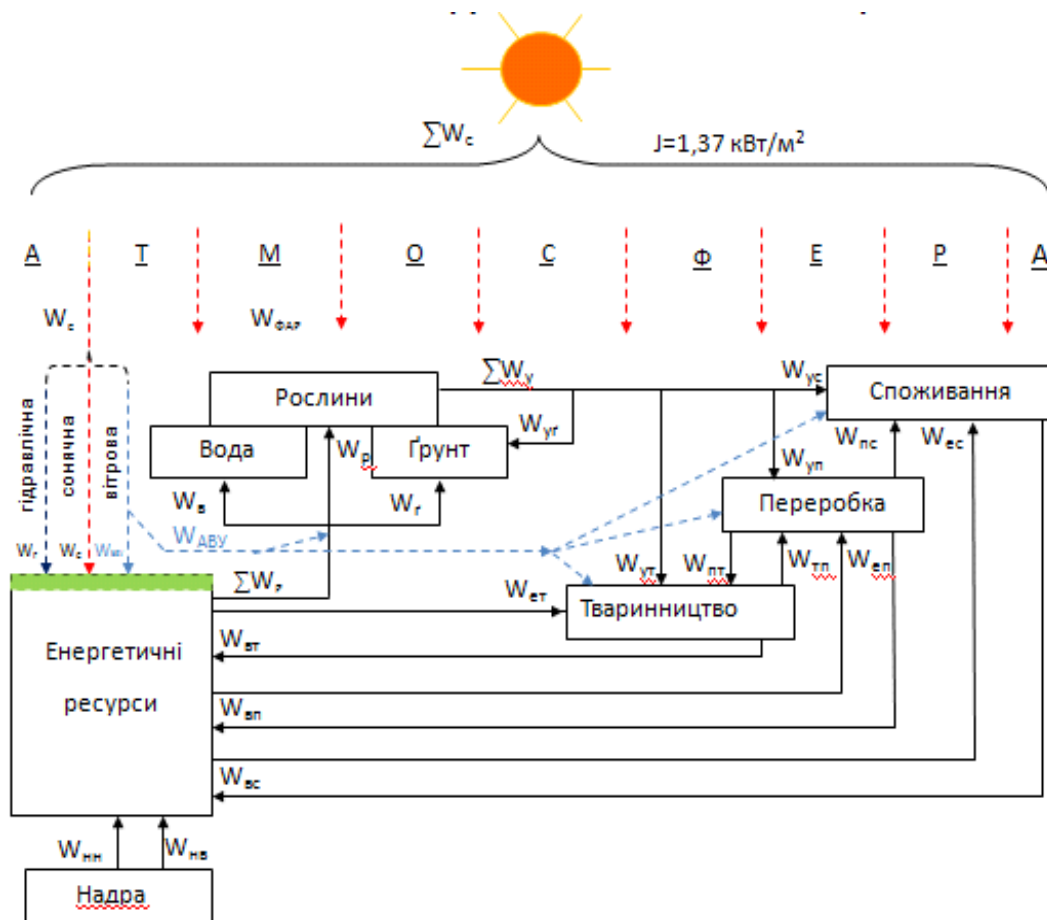 ∑Wс J=1,37 кВт/м²
А Т М О С Ф Е Р А
Wс WФАР
гідравлічна
сонячна
вітрова
Рослини ∑Wу Wус Споживання
Вода Wр Ґрунт Wуґ Wпс Wес
Wуп
Wв Wґ Переробка
WАВУ
Wг Wс
∑Wр Wет Wут Wпт Wтп Wеп
Тваринництво
Енергетичні
ресурси
Wвт
Wвп
Wвс
Wнн Wнв
Надра